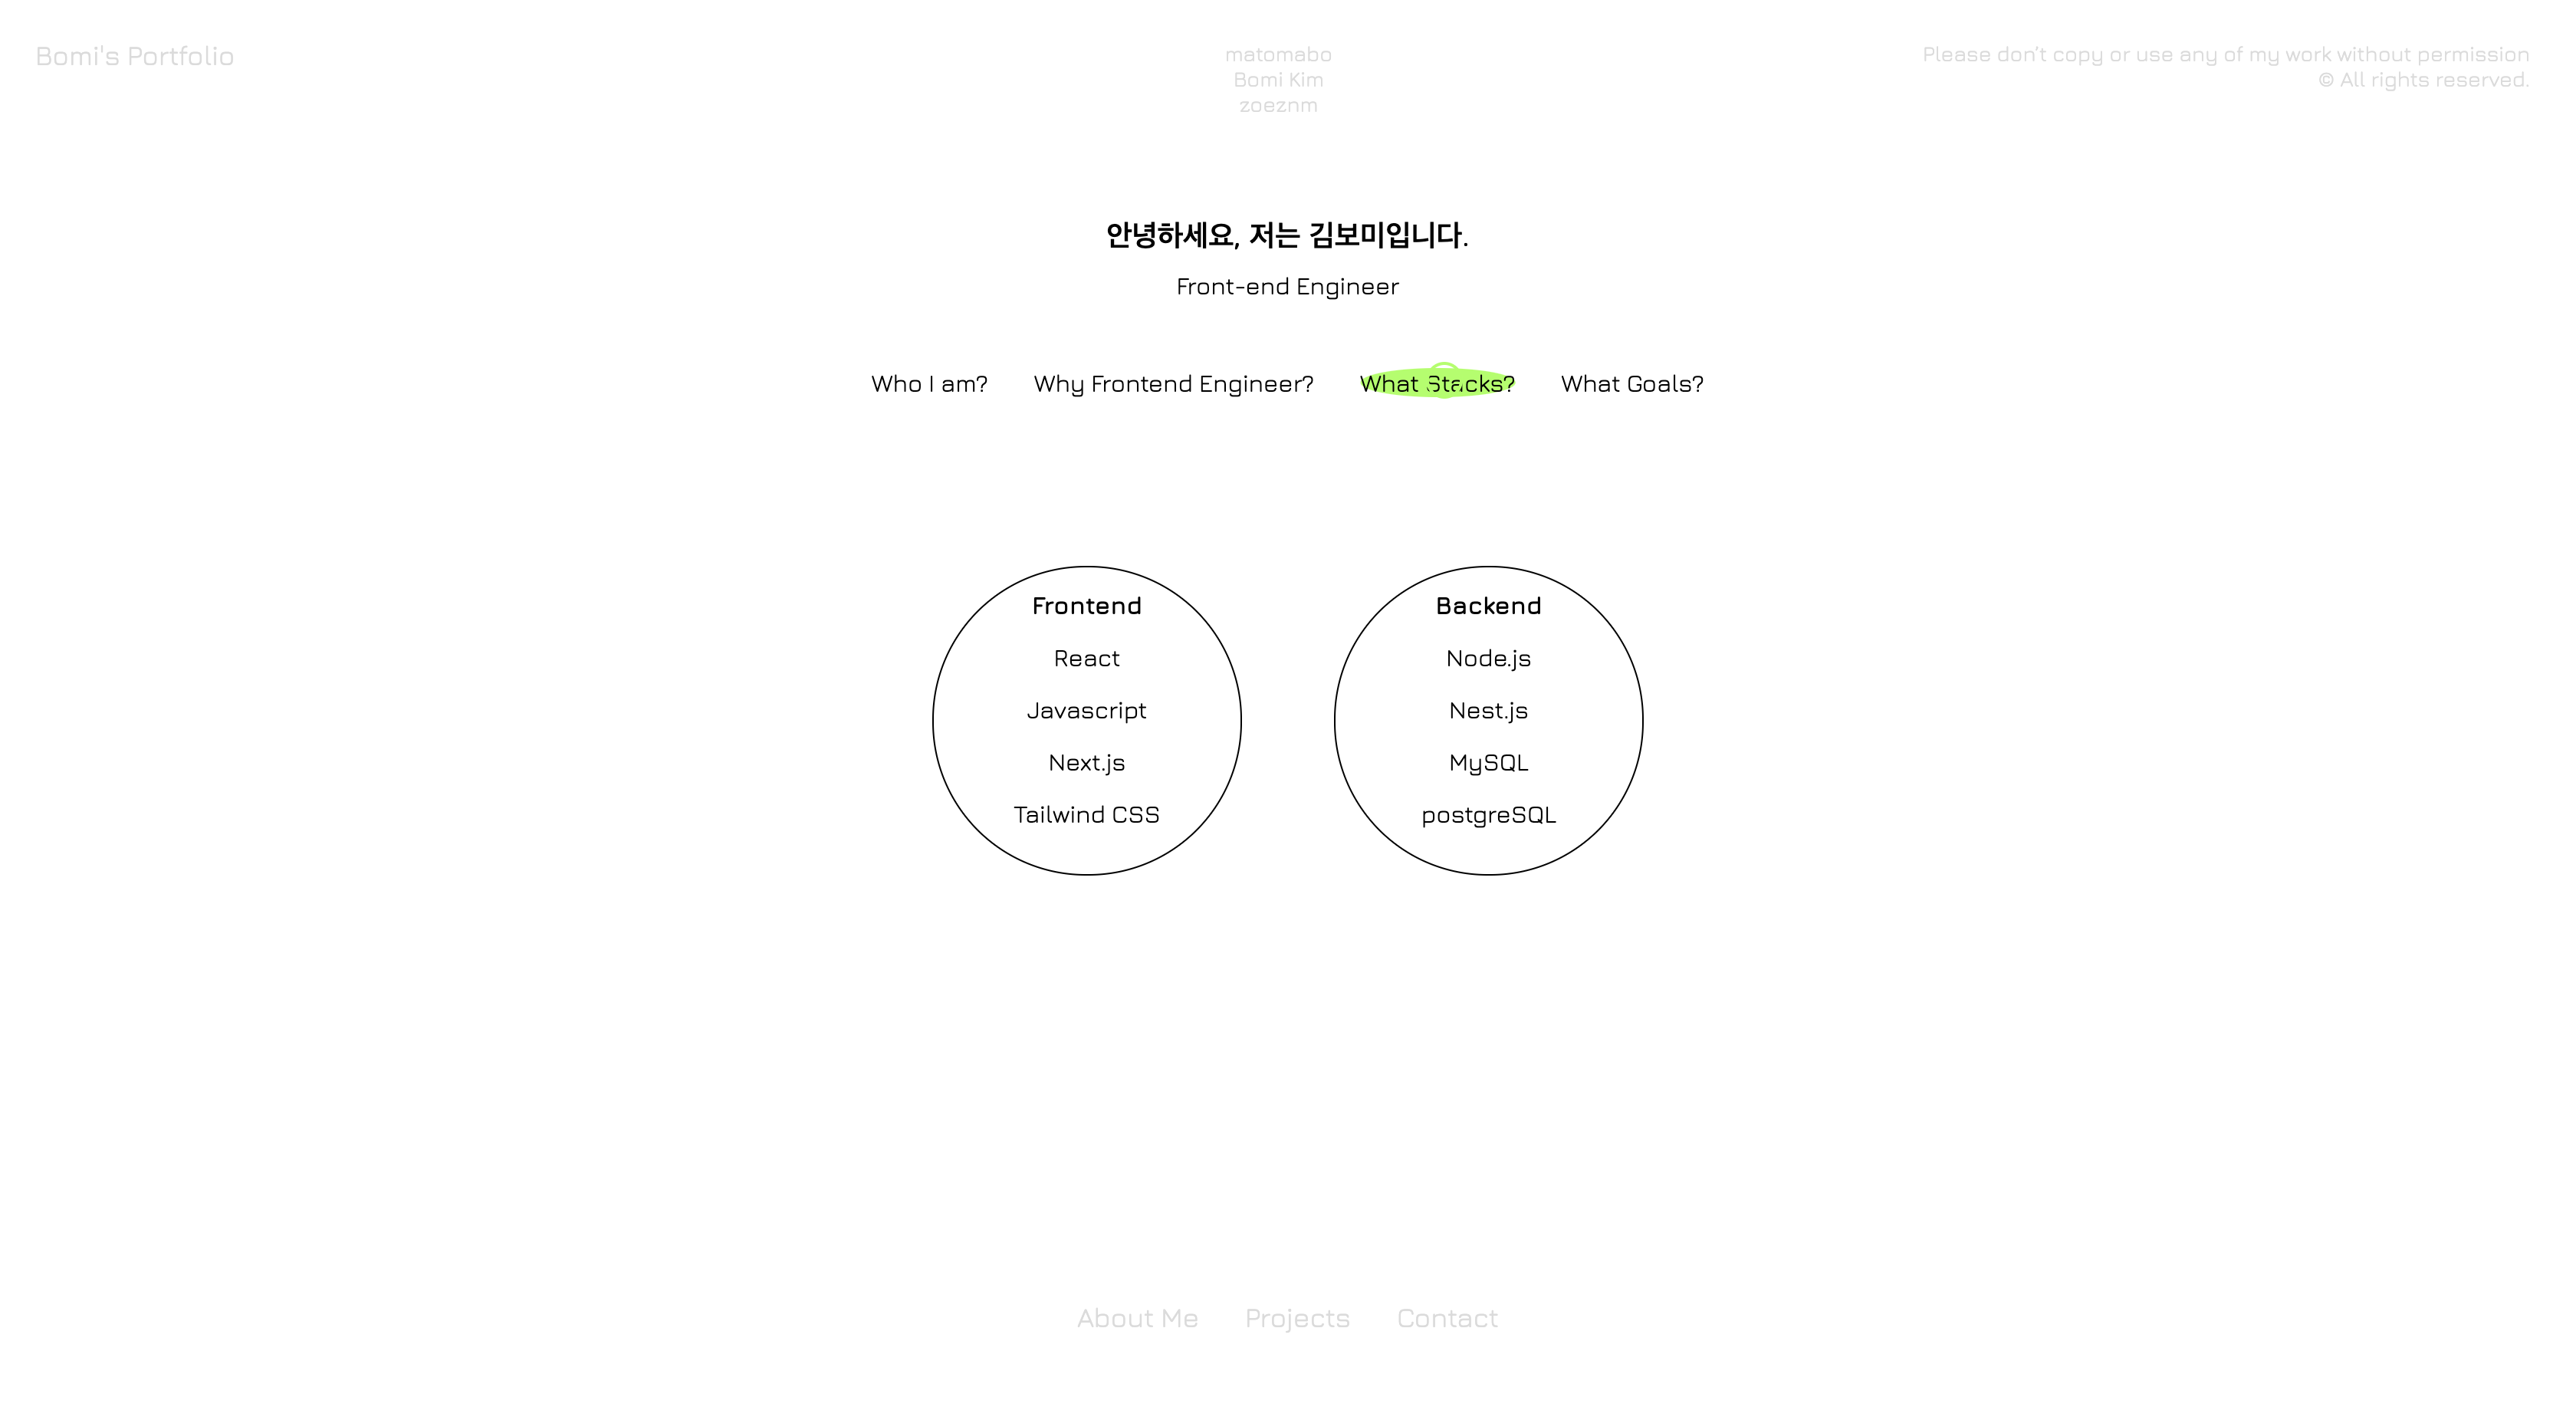 Bomi's Portfolio
matomabo
Bomi Kim
zoeznm
Please don't copy or use any of my work without permission
© All rights reserved.
안녕하세요, 저는 김보미입니다.
Front-end Engineer
Who I am?
Why Frontend Engineer?
What Stacks?
What Goals?
Frontend
React
Javascript
Next.js
Tailwind CSS
Backend
Node.js
Nest.js
MySQL
postgreSQL
About Me
Projects
Contact